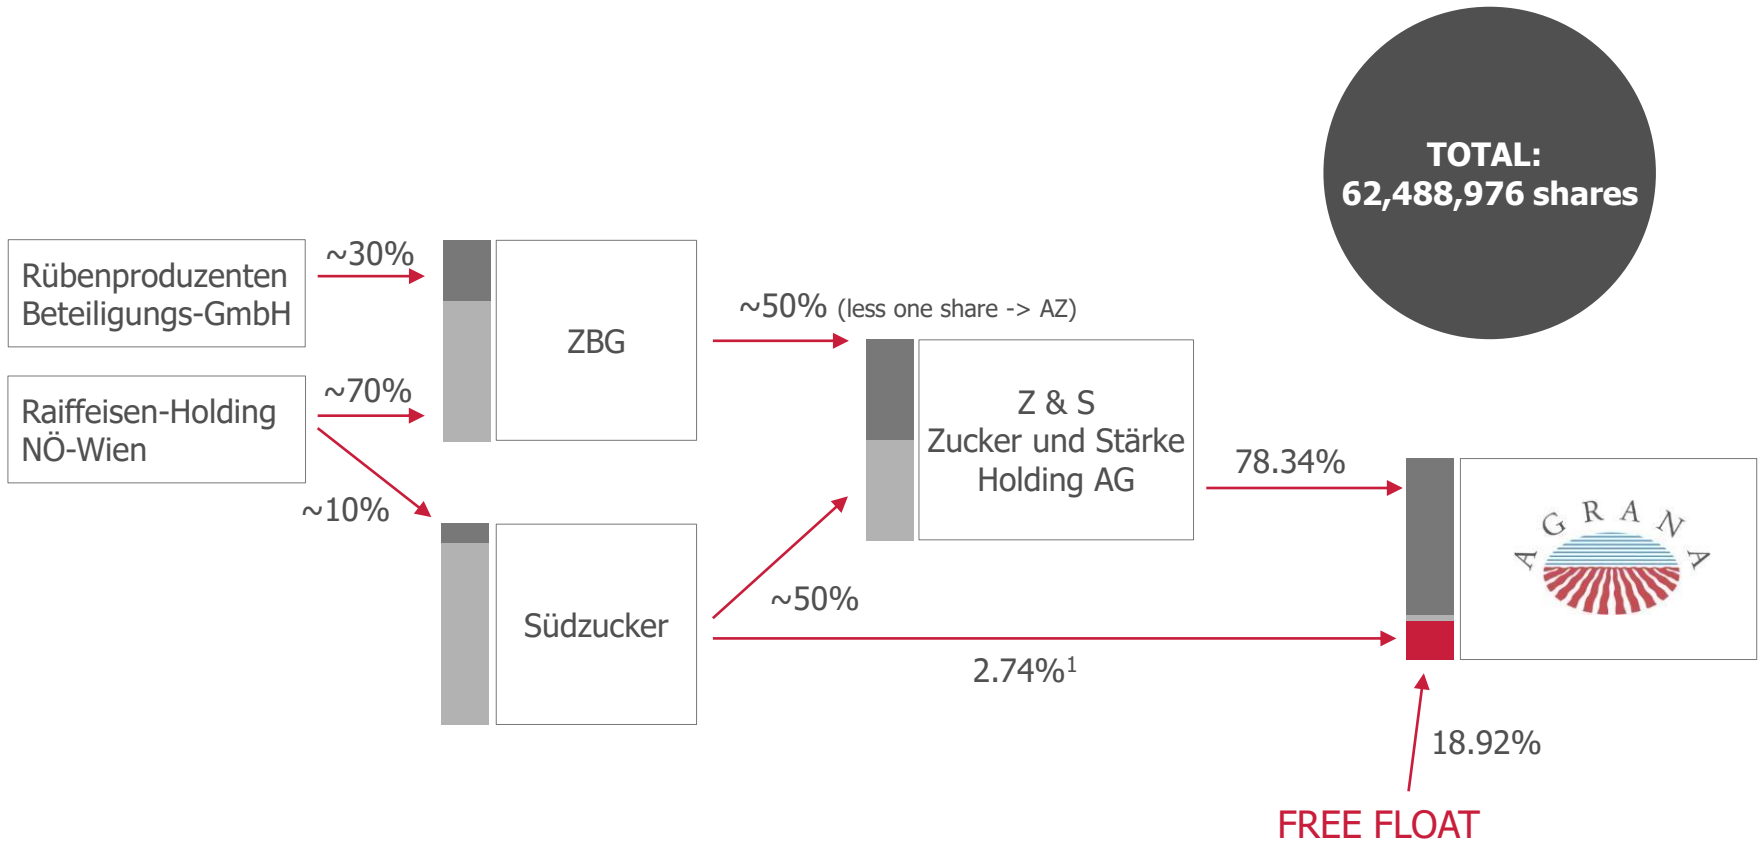 TOTAL:
62,488,976 shares
Rübenproduzenten
Beteiligungs-GmbH
~30%
ZBG
~50% (less one share -> AZ)
Raiffeisen-Holding
NÖ-Wien
~70%
~10%
Z & S
Zucker und Stärke
Holding AG
78.34%
AGRANA
Südzucker
~50%
2.74%¹
18.92%
FREE FLOAT